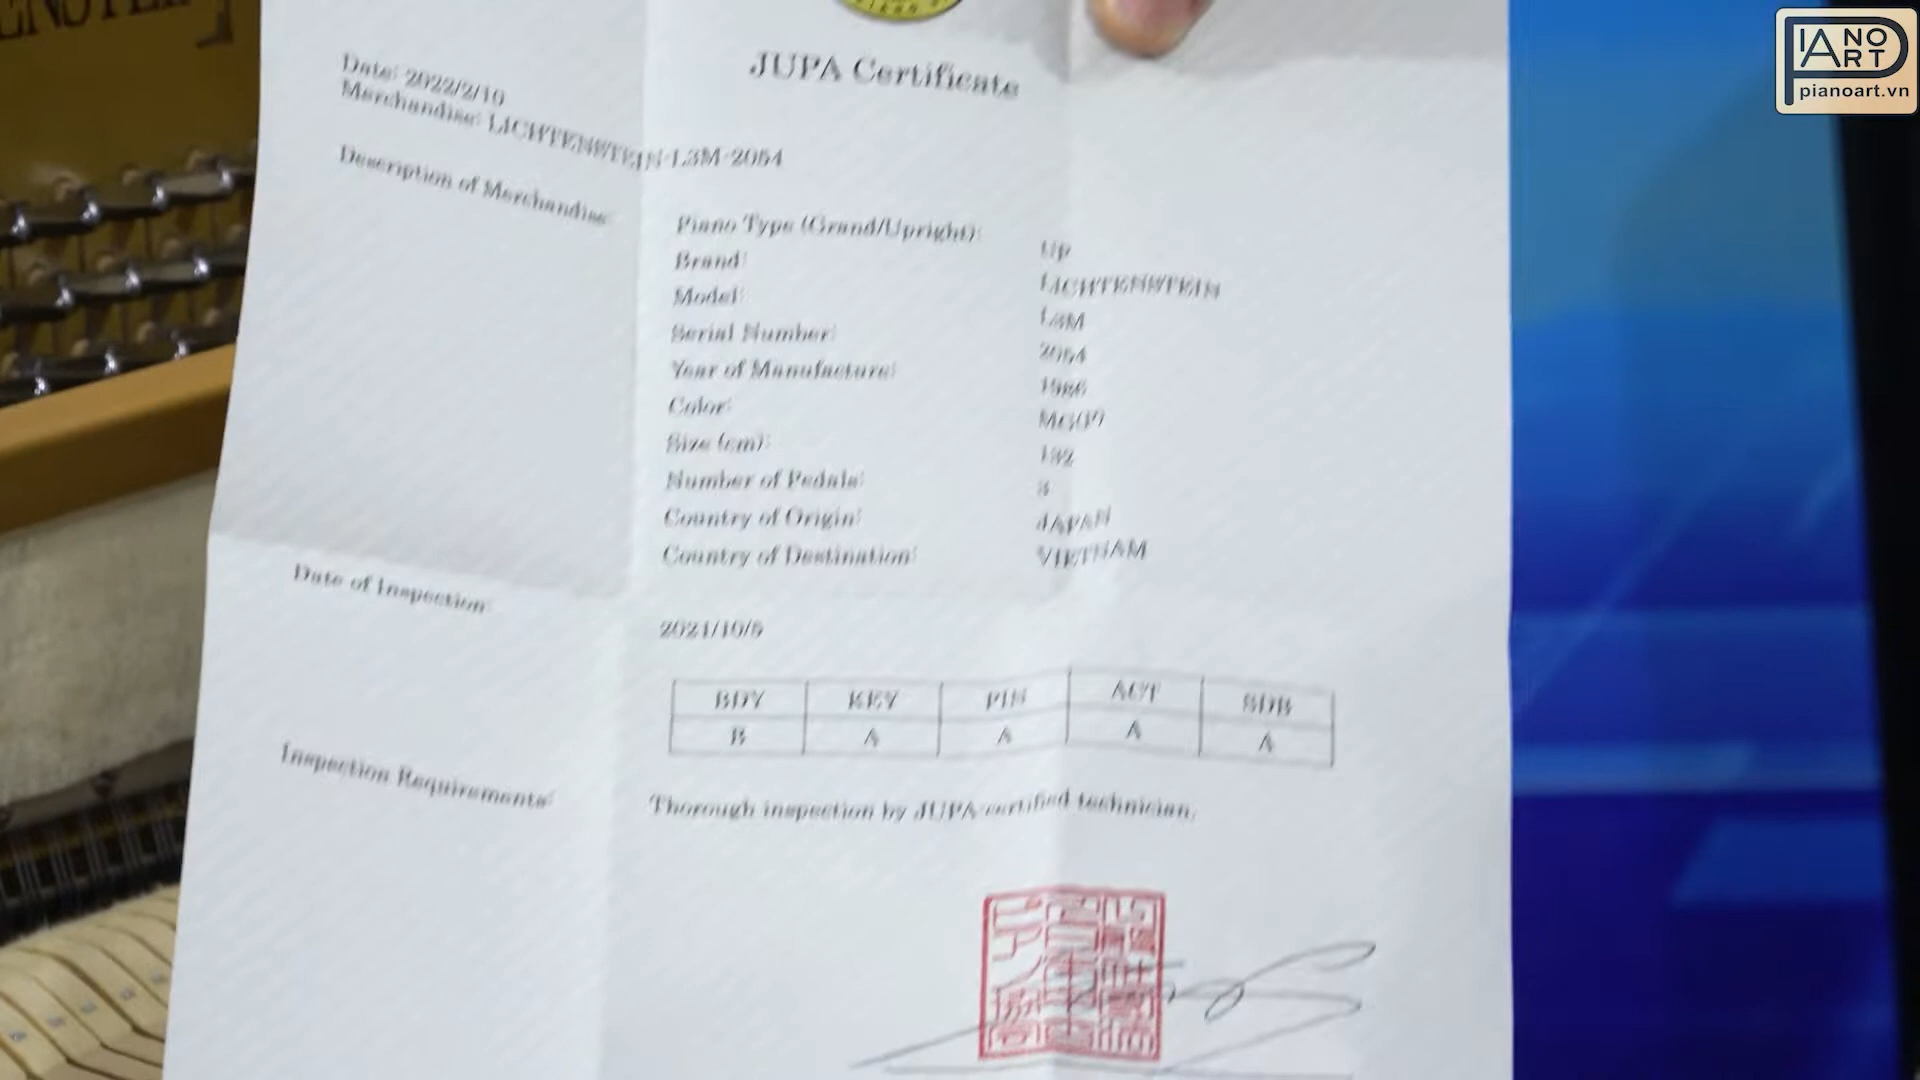 PIANO ART
pianoart.vn
JUPA Certificate
Date: 2022/2/10
Merchandise: LICHTENSTEIN-L3M-2054
Description of Merchandise:
Piano Type (Grand/Upright): Up
Brand: LICHTENSTEIN
Model: L3M
Serial Number: 2054
Year of Manufacture: 1986
Color:
Size (cm): 132
Number of Pedals: 3
Country of Origin: JAPAN
Country of Destination: VIETNAM
Date of Inspection: 2021/10/5
BDY KEY PIN ACT SDB
B A A A A
Inspection Requirements: Thorough inspection by JUPA certified technician.